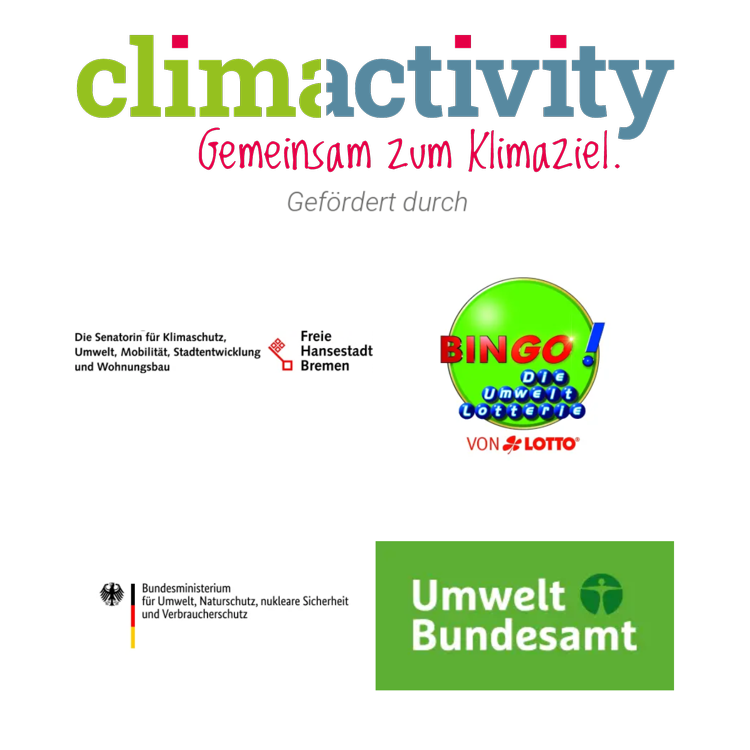 climactivity
Gemeinsam zum Klimaziel.
Gefördert durch
Die Senatorin für Klimaschutz,
Umwelt, Mobilität, Stadtentwicklung
und Wohnungsbau
Freie
Hansestadt
Bremen
BINGO!
Die
Umwelt
Lotterie
VON LOTTO®
Bundesministerium
für Umwelt, Naturschutz, nukleare Sicherheit
und Verbraucherschutz
Umwelt
Bundesamt